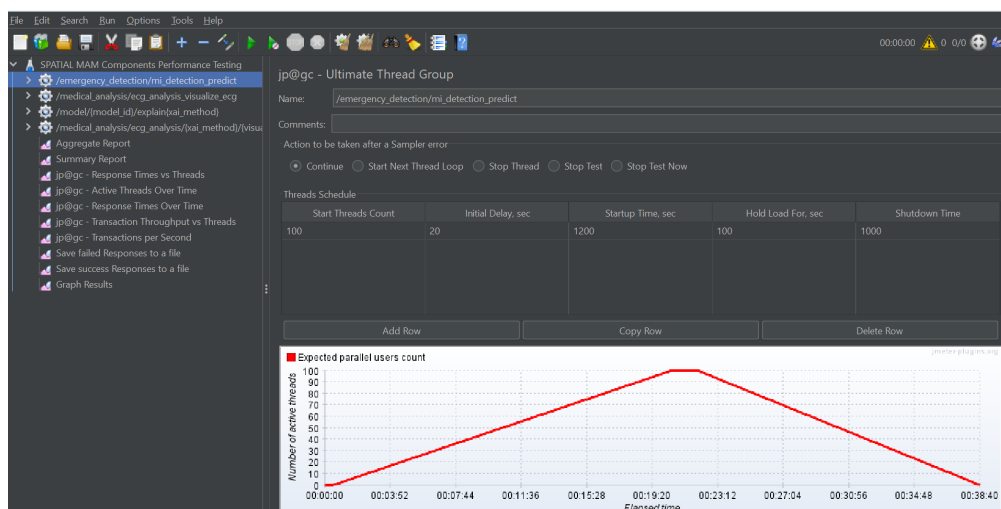 File Edit Search Run Options Tools Help
00:00:00 0 0/0
SPATIAL MAM Components Performance Testing
/emergency_detection/mi_detection_predict
/medical_analysis/ecg_analysis_visualize_ecg
/model/{model_id}/explain{xai_method}
/medical_analysis/ecg_analysis/{xai_method}/{visua
Aggregate Report
Summary Report
jp@gc - Response Times vs Threads
jp@gc - Active Threads Over Time
jp@gc - Response Times Over Time
jp@gc - Transaction Throughput vs Threads
jp@gc - Transactions per Second
Save failed Responses to a file
Save success Responses to a file
Graph Results
jp@gc - Ultimate Thread Group
Name: /emergency_detection/mi_detection_predict
Comments:
Action to be taken after a Sampler error
Continue Start Next Thread Loop Stop Thread Stop Test Stop Test Now
Threads Schedule
Start Threads Count Initial Delay, sec Startup Time, sec Hold Load For, sec Shutdown Time
100 20 1200 100 1000
Add Row Copy Row Delete Row
Expected parallel users count
jmeter-plugins.org
Number of active threads
100
90
80
70
60
50
40
30
20
10
0
00:00:00 00:03:52 00:07:44 00:11:36 00:15:28 00:19:20 00:23:12 00:27:04 00:30:56 00:34:48 00:38:40
Elapsed time